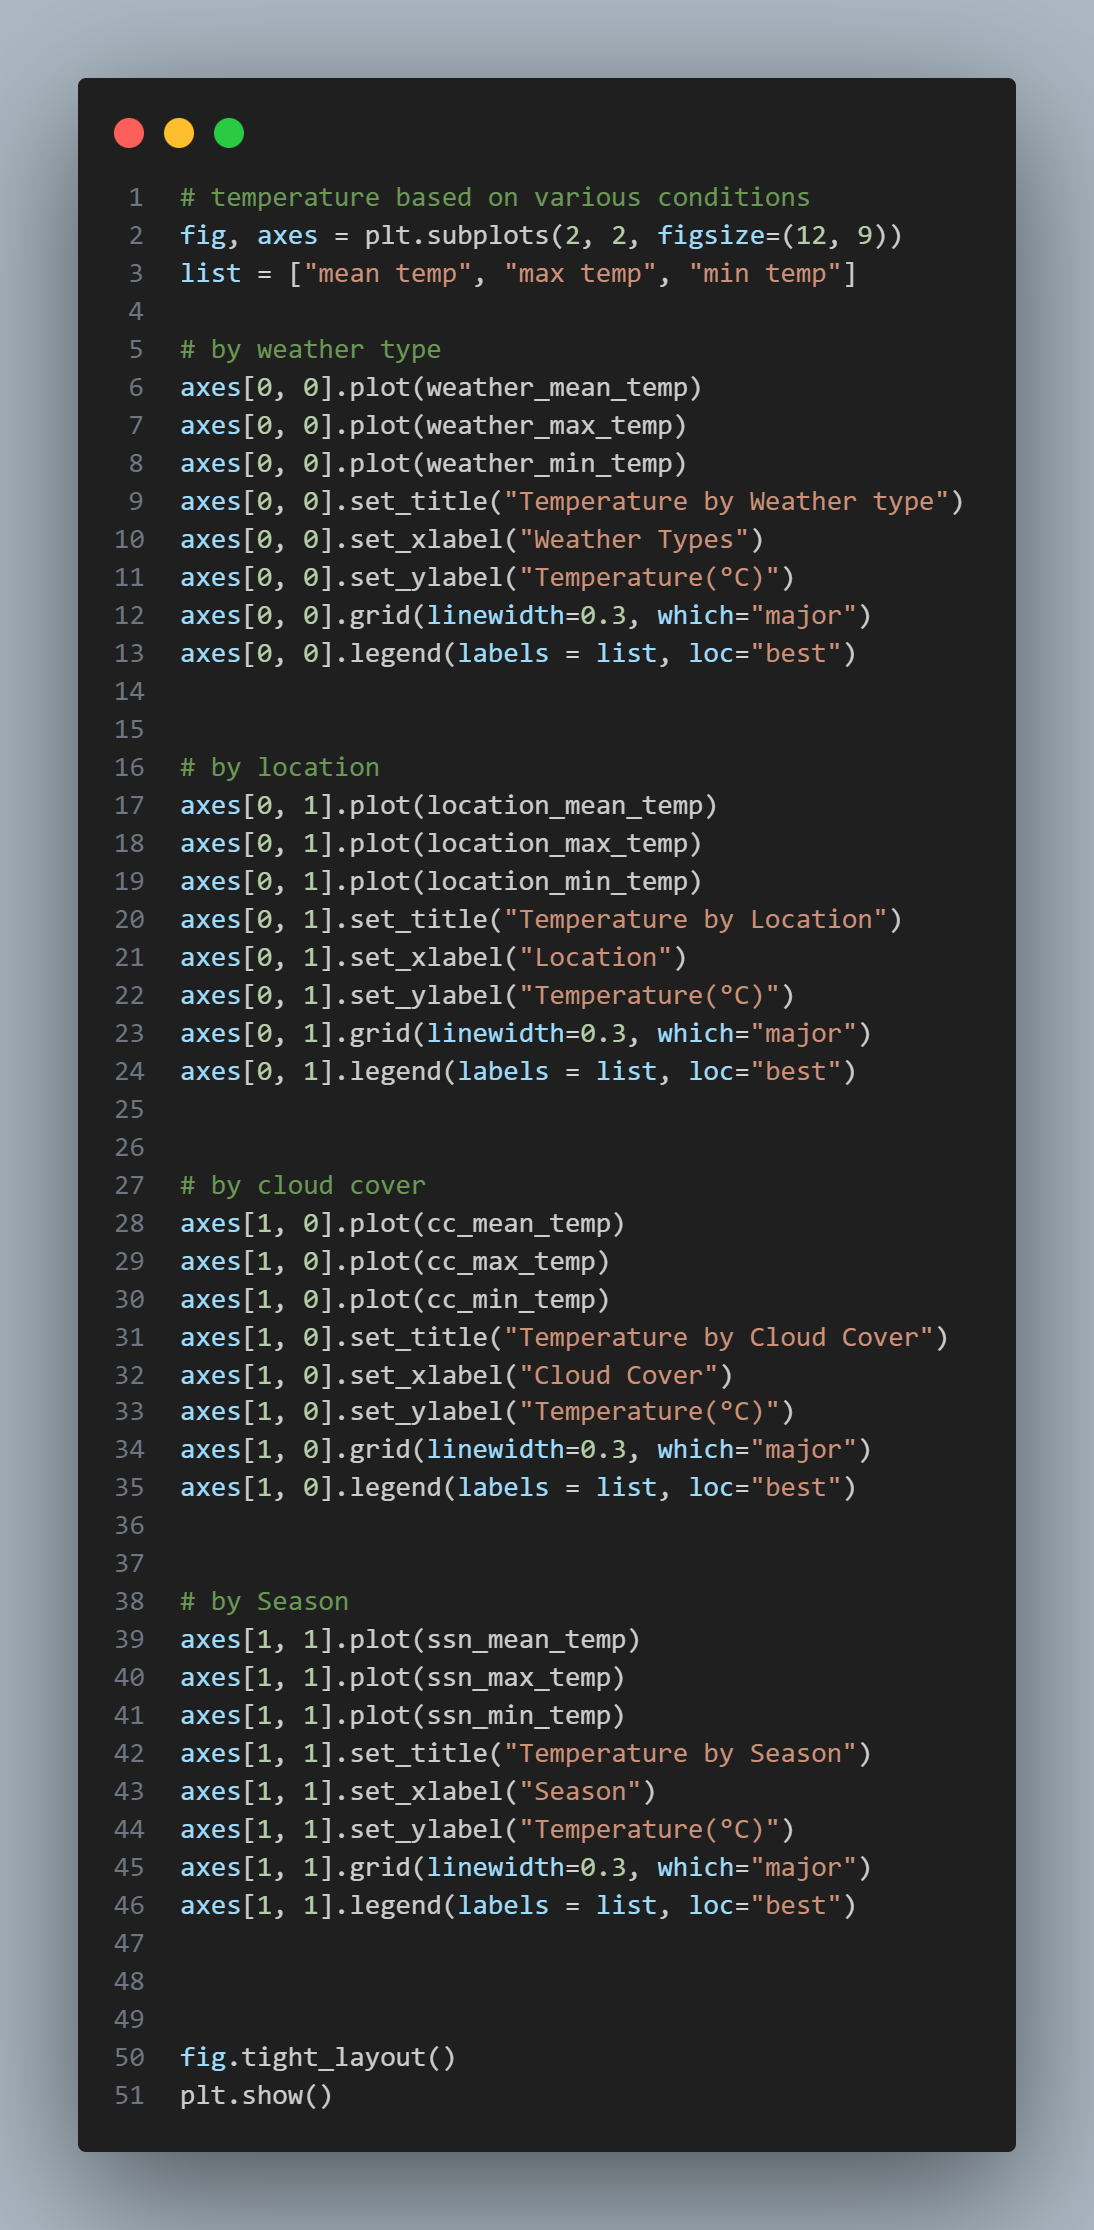 1 # temperature based on various conditions
2 fig, axes = plt.subplots(2, 2, figsize=(12, 9))
3 list = ["mean temp", "max temp", "min temp"]
4
5 # by weather type
6 axes[0, 0].plot(weather_mean_temp)
7 axes[0, 0].plot(weather_max_temp)
8 axes[0, 0].plot(weather_min_temp)
9 axes[0, 0].set_title("Temperature by Weather type")
10 axes[0, 0].set_xlabel("Weather Types")
11 axes[0, 0].set_ylabel("Temperature(°C)")
12 axes[0, 0].grid(linewidth=0.3, which="major")
13 axes[0, 0].legend(labels = list, loc="best")
14
15
16 # by location
17 axes[0, 1].plot(location_mean_temp)
18 axes[0, 1].plot(location_max_temp)
19 axes[0, 1].plot(location_min_temp)
20 axes[0, 1].set_title("Temperature by Location")
21 axes[0, 1].set_xlabel("Location")
22 axes[0, 1].set_ylabel("Temperature(°C)")
23 axes[0, 1].grid(linewidth=0.3, which="major")
24 axes[0, 1].legend(labels = list, loc="best")
25
26
27 # by cloud cover
28 axes[1, 0].plot(cc_mean_temp)
29 axes[1, 0].plot(cc_max_temp)
30 axes[1, 0].plot(cc_min_temp)
31 axes[1, 0].set_title("Temperature by Cloud Cover")
32 axes[1, 0].set_xlabel("Cloud Cover")
33 axes[1, 0].set_ylabel("Temperature(°C)")
34 axes[1, 0].grid(linewidth=0.3, which="major")
35 axes[1, 0].legend(labels = list, loc="best")
36
37
38 # by Season
39 axes[1, 1].plot(ssn_mean_temp)
40 axes[1, 1].plot(ssn_max_temp)
41 axes[1, 1].plot(ssn_min_temp)
42 axes[1, 1].set_title("Temperature by Season")
43 axes[1, 1].set_xlabel("Season")
44 axes[1, 1].set_ylabel("Temperature(°C)")
45 axes[1, 1].grid(linewidth=0.3, which="major")
46 axes[1, 1].legend(labels = list, loc="best")
47
48
49
50 fig.tight_layout()
51 plt.show()